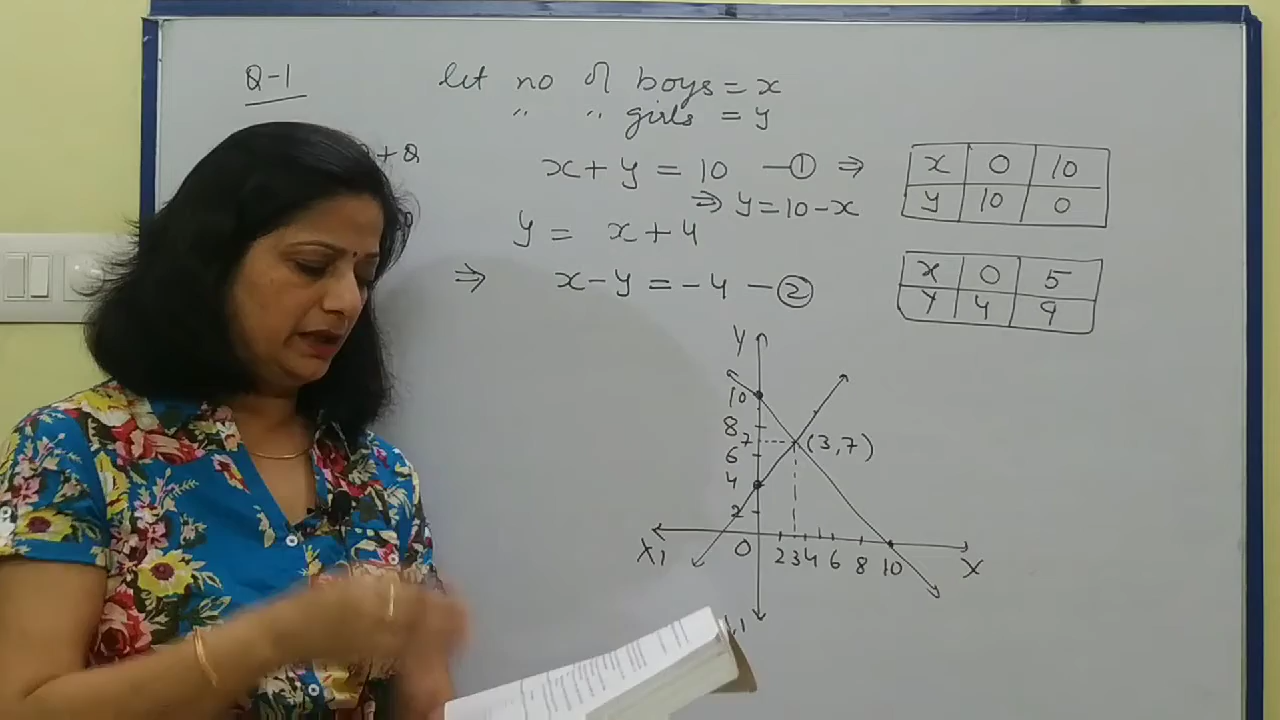 Q-1
let no of boys = x
" " girls = y
+ Q
x + y = 10 —① ⇒
⇒ y = 10 - x
x 0 10
y 10 0
y = x + 4
⇒ x - y = - 4 —②
x 0 5
y 4 9
Y
10
8
7
(3,7)
6
4
2
X1
0
2 3 4 6 8 10
X